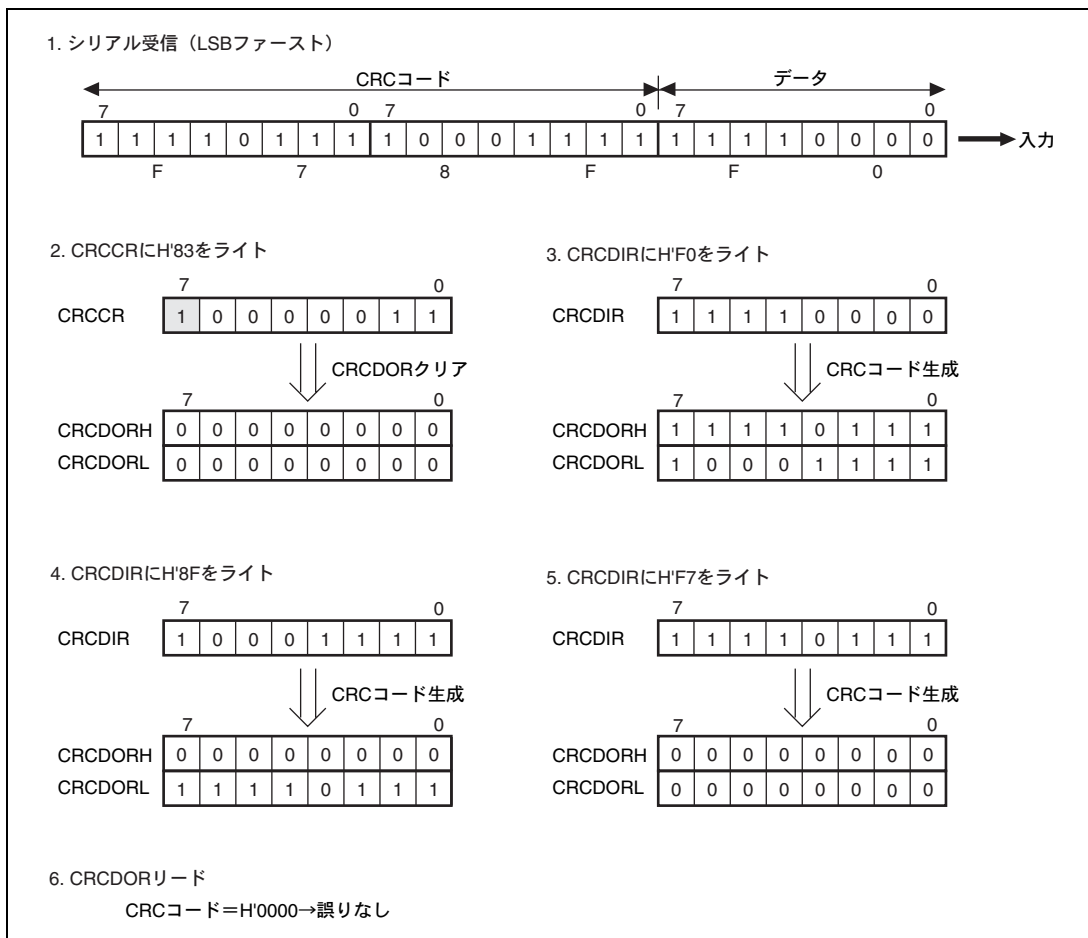 1. シリアル受信（LSBファースト）
CRCコード データ
7 0 7 0 7 0
1 1 1 1 0 1 1 1 1 0 0 0 1 1 1 1 1 1 1 1 0 0 0 0 入力
F 7 8 F F 0
2. CRCCRにH'83をライト
7 0
CRCCR 1 0 0 0 0 0 1 1
CRCDORクリア
7 0
CRCDORH 0 0 0 0 0 0 0 0
CRCDORL 0 0 0 0 0 0 0 0
3. CRCDIRにH'F0をライト
7 0
CRCDIR 1 1 1 1 0 0 0 0
CRCコード生成
7 0
CRCDORH 1 1 1 1 0 1 1 1
CRCDORL 1 0 0 0 1 1 1 1
4. CRCDIRにH'8Fをライト
7 0
CRCDIR 1 0 0 0 1 1 1 1
CRCコード生成
7 0
CRCDORH 0 0 0 0 0 0 0 0
CRCDORL 1 1 1 1 0 1 1 1
5. CRCDIRにH'F7をライト
7 0
CRCDIR 1 1 1 1 0 1 1 1
CRCコード生成
7 0
CRCDORH 0 0 0 0 0 0 0 0
CRCDORL 0 0 0 0 0 0 0 0
6. CRCDORリード
CRCコード＝H'0000→誤りなし